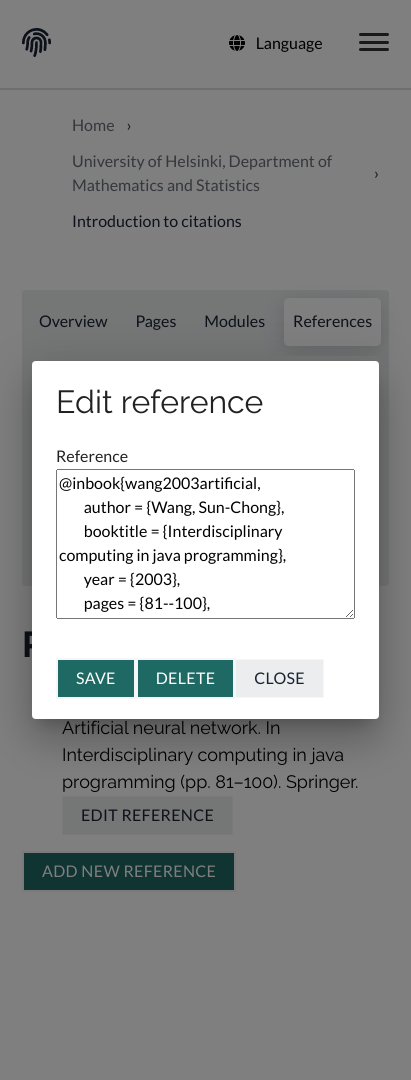 Language
Home ›
University of Helsinki, Department of
Mathematics and Statistics ›
Introduction to citations
Overview Pages Modules References
Edit reference
Reference
@inbook{wang2003artificial,
author = {Wang, Sun-Chong},
booktitle = {Interdisciplinary
computing in java programming},
year = {2003},
pages = {81--100},
SAVE DELETE CLOSE
Artificial neural network. In
Interdisciplinary computing in java
programming (pp. 81–100). Springer.
EDIT REFERENCE
ADD NEW REFERENCE